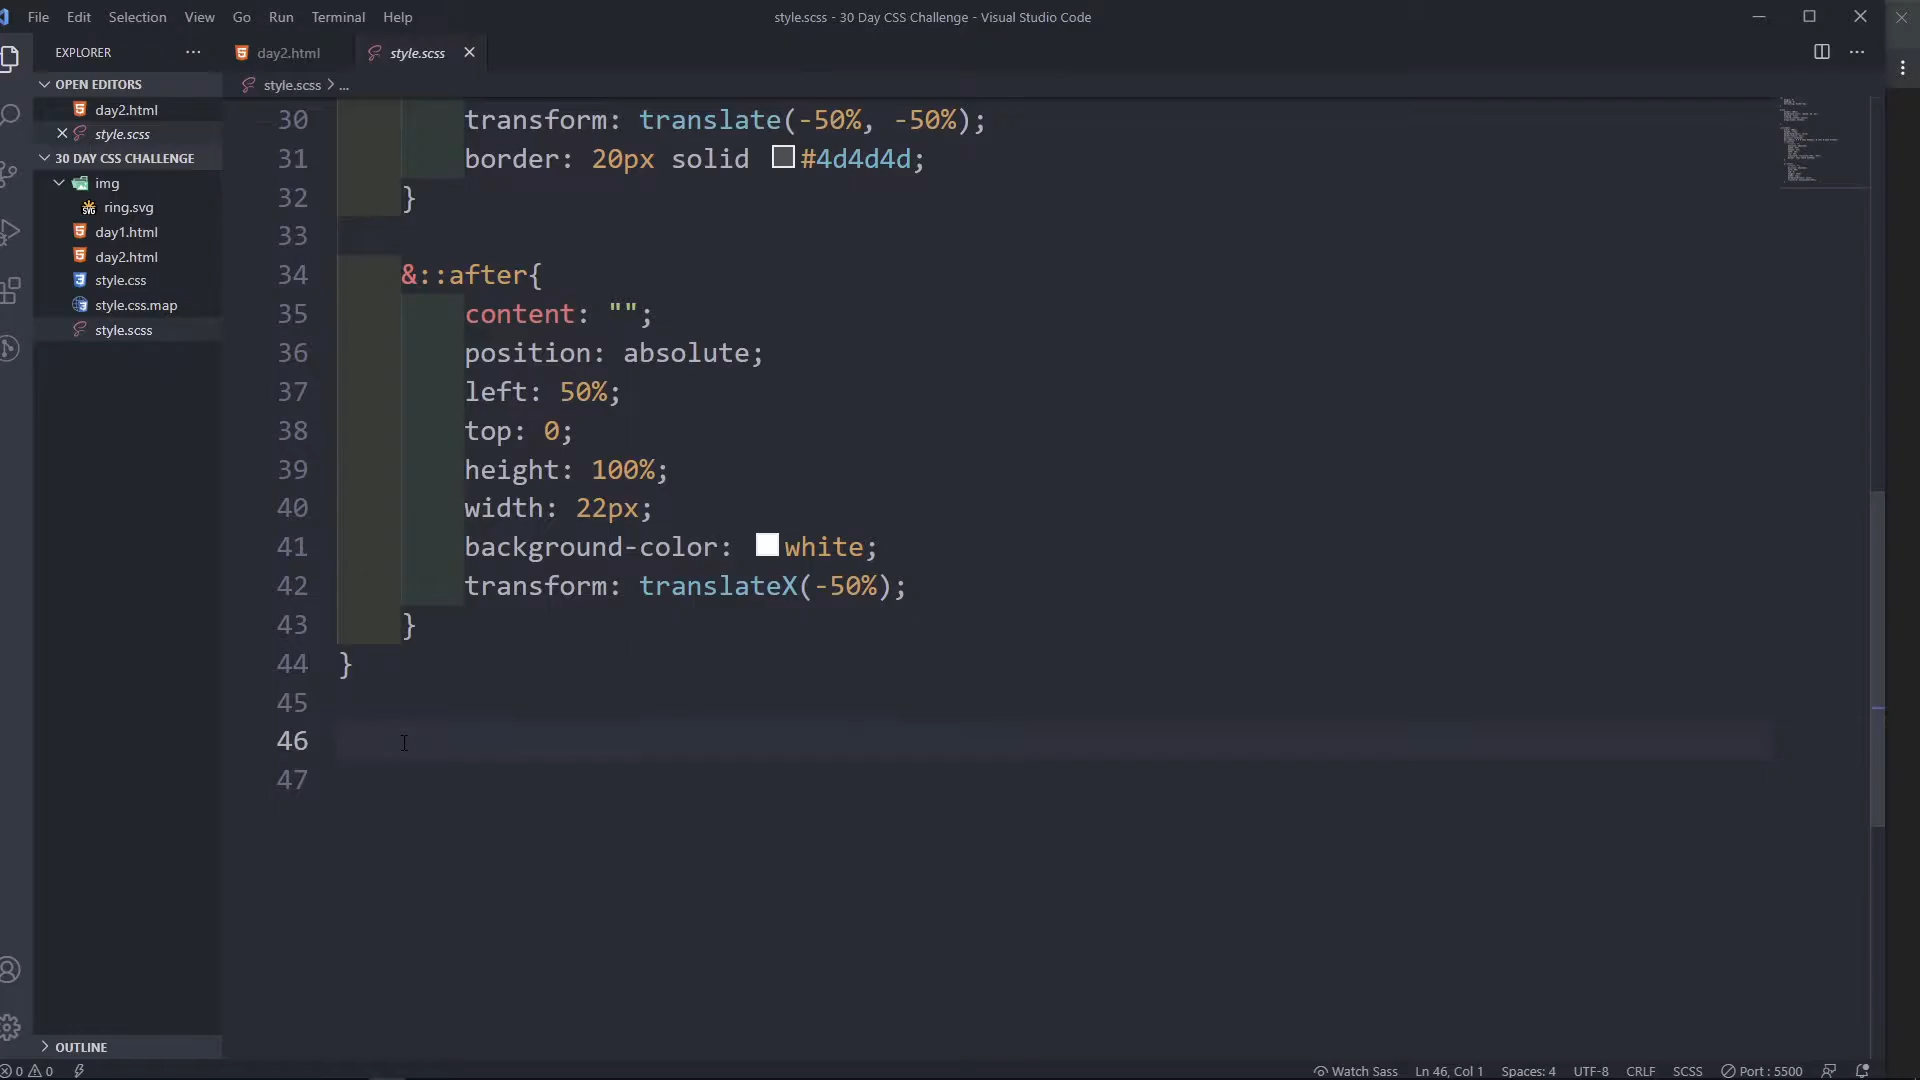 File Edit Selection View Go Run Terminal Help
style.scss - 30 Day CSS Challenge - Visual Studio Code
EXPLORER
OPEN EDITORS
day2.html
style.scss
30 DAY CSS CHALLENGE
img
ring.svg
day1.html
day2.html
style.css
style.css.map
style.scss
OUTLINE
day2.html style.scss
style.scss > ...
30 transform: translate(-50%, -50%);
31 border: 20px solid #4d4d4d;
32 }
33
34 &::after{
35 content: "";
36 position: absolute;
37 left: 50%;
38 top: 0;
39 height: 100%;
40 width: 22px;
41 background-color: white;
42 transform: translateX(-50%);
43 }
44 }
45
46
47
0 0 Watch Sass Ln 46, Col 1 Spaces: 4 UTF-8 CRLF SCSS Port : 5500